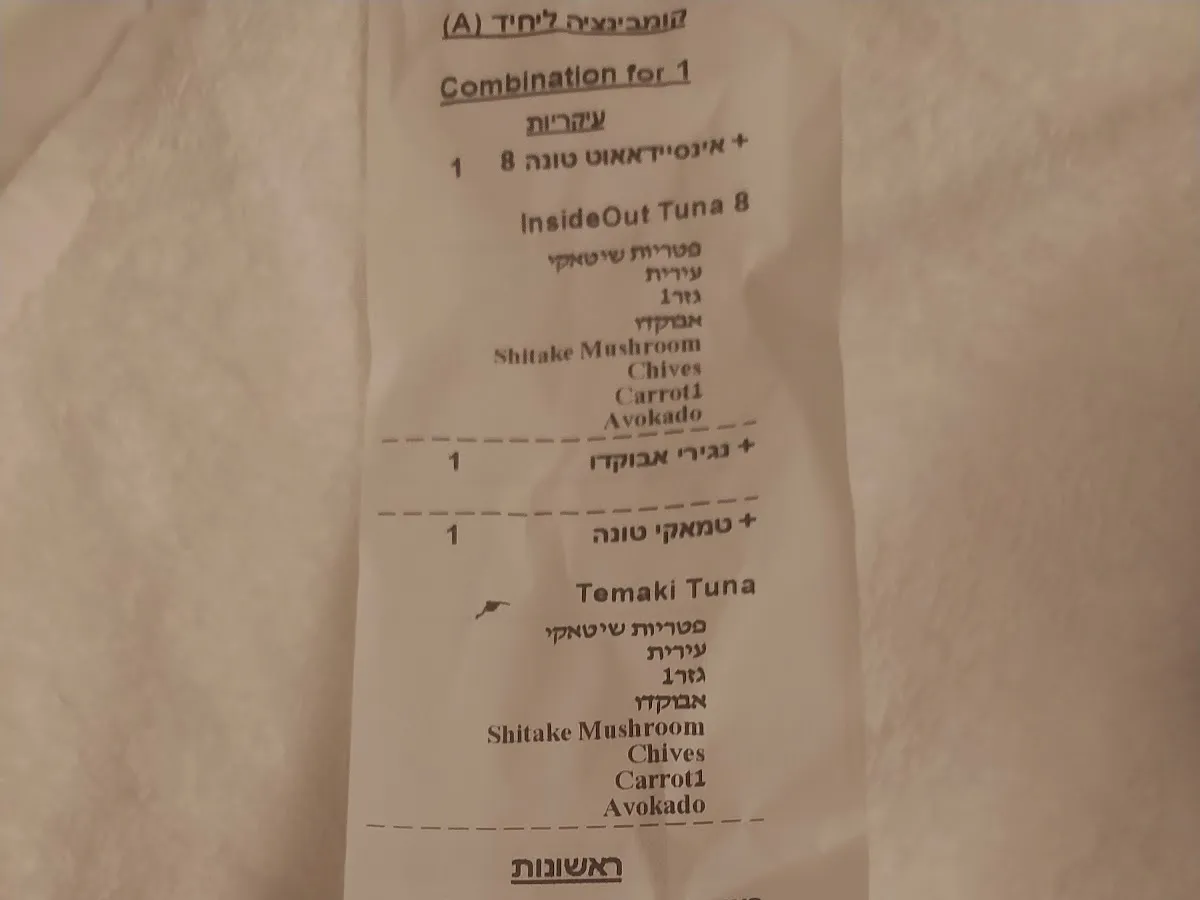 קומבינציה ליחיד (A)
Combination for 1
עיקריות
+ אינסיידאאוט טונה 8 1
InsideOut Tuna 8
פטריות שיטאקי
עירית
גזר1
אבוקדו
Shitake Mushroom
Chives
Carrot1
Avokado
+ נגירי אבוקדו 1
+ טמאקי טונה 1
Temaki Tuna
פטריות שיטאקי
עירית
גזר1
אבוקדו
Shitake Mushroom
Chives
Carrot1
Avokado
ראשונות